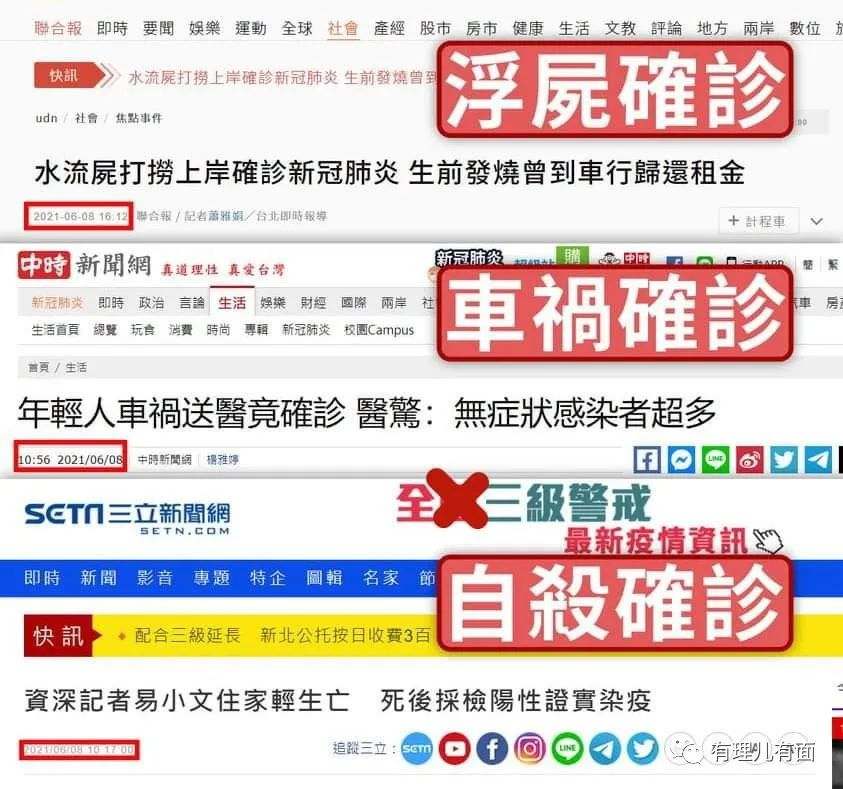 聯合報 即時 要聞 娛樂 運動 全球 社會 產經 股市 房市 健康 生活 文教 評論 地方 兩岸 數位
快訊 水流屍打撈上岸確診新冠肺炎 生前發燒曾到
浮屍確診
udn / 社會 / 焦點事件
水流屍打撈上岸確診新冠肺炎 生前發燒曾到車行歸還租金
2021-06-08 16:12 聯合報 / 記者蕭雅娟／台北即時報導
+ 計程車
中時 新聞網 真道理性 真愛台灣
新冠肺炎 購 中時
簡 繁
車禍確診
新冠肺炎 即時 政治 言論 生活 娛樂 財經 國際 兩岸 社
生活首頁 總覽 玩食 消費 時尚 專輯 新冠肺炎 校園Campus
首頁 / 生活
年輕人車禍送醫竟確診 醫驚：無症狀感染者超多
10:56 2021/06/08 中時新聞網 楊雅婷
LINE
SETN三立新聞網
SETN.COM
全 三級警戒
最新疫情資訊
即時 新聞 影音 專題 特企 圖輯 名家 節
自殺確診
快訊 配合三級延長 新北公托按日收費3百
資深記者易小文住家輕生亡 死後採檢陽性證實染疫
2021/06/08 10:17:00 追蹤三立： SETN LINE
有理儿有面